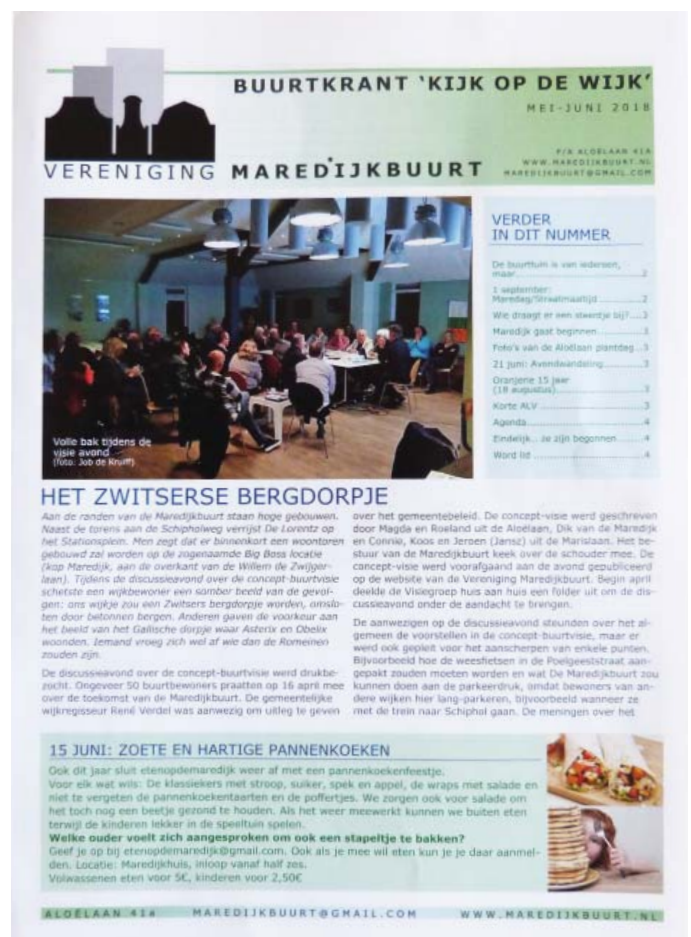 BUURTKRANT ‘KIJK OP DE WIJK’
MEI-JUNI 2018
P/A ALOËLAAN 41A
WWW.MAREDIJKBUURT.NL
MAREDIJKBUURT@GMAIL.COM
VERENIGING MAREDIJKBUURT
VERDER
IN DIT NUMMER
De buurttuin is van iedereen,
maar 2
1 september:
Maredag/Straatmaaltijd 2
Wie draagt er een steentje bij? 2
Maredijk gaat beginnen 3
Foto's van de Aloëlaan plantdag 3
21 juni: Avondwandeling 3
Oranjerie 15 jaar
(18 augustus) 3
Korte ALV 3
Agenda 4
Eindelijk... ze zijn begonnen 4
Word lid 4
Volle bak tijdens de
visie avond
(foto: Job de Kruiff)
HET ZWITSERSE BERGDORPJE
Aan de randen van de Maredijkbuurt staan hoge gebouwen.
Naast de torens aan de Schipholweg verrijst De Lorentz op
het Stationsplein. Men zegt dat er binnenkort een woontoren
gebouwd zal worden op de zogenaamde Big Boss locatie
(kop Maredijk, aan de overkant van de Willem de Zwijger-
laan). Tijdens de discussieavond over de concept-buurtvisie
schetste een wijkbewoner een somber beeld van de gevol-
gen: ons wijkje zou een Zwitsers bergdorpje worden, omslo-
ten door betonnen bergen. Anderen gaven de voorkeur aan
het beeld van het Gallische dorpje waar Asterix en Obelix
woonden. Iemand vroeg zich wel af wie dan de Romeinen
zouden zijn.
De discussieavond over de concept-buurtvisie werd drukbe-
zocht. Ongeveer 50 buurtbewoners praatten op 16 april mee
over de toekomst van de Maredijkbuurt. De gemeentelijke
wijkregisseur René Verdel was aanwezig om uitleg te geven
over het gemeentebeleid. De concept-visie werd geschreven
door Magda en Roeland uit de Aloëlaan, Dik van de Maredijk
en Connie, Koos en Jeroen (Jansz) uit de Marislaan. Het be-
stuur van de Maredijkbuurt keek over de schouder mee. De
concept-visie werd voorafgaand aan de avond gepubliceerd
op de website van de Vereniging Maredijkbuurt. Begin april
deelde de Visiegroep huis aan huis een folder uit om de dis-
cussieavond onder de aandacht te brengen.
De aanwezigen op de discussieavond steunden over het al-
gemeen de voorstellen in de concept-buurtvisie, maar er
werd ook gepleit voor het aanscherpen van enkele punten.
Bijvoorbeeld hoe de weesfietsen in de Poelgeeststraat aan-
gepakt zouden moeten worden en wat De Maredijkbuurt zou
kunnen doen aan de parkeerdruk, omdat bewoners van an-
dere wijken hier lang-parkeren, bijvoorbeeld wanneer ze
met de trein naar Schiphol gaan. De meningen over het
15 JUNI: ZOETE EN HARTIGE PANNENKOEKEN
Ook dit jaar sluit etenopdemaredijk weer af met een pannenkoekenfeestje.
Voor elk wat wils: De klassiekers met stroop, suiker, spek en appel, de wraps met salade en
niet te vergeten de pannenkoekentaarten en de poffertjes. We zorgen ook voor salade om
het toch nog een beetje gezond te houden. Als het weer meewerkt kunnen we buiten eten
terwijl de kinderen lekker in de speeltuin spelen.
Welke ouder voelt zich aangesproken om ook een stapeltje te bakken?
Geef je op bij etenopdemaredijk@gmail.com. Ook als je mee wil eten kun je je daar aanmel-
den. Locatie: Maredijkhuis, inloop vanaf half zes.
Volwassenen eten voor 5€, kinderen voor 2,50€
ALOËLAAN 41a MAREDIJKBUURT@GMAIL.COM WWW.MAREDIJKBUURT.NL